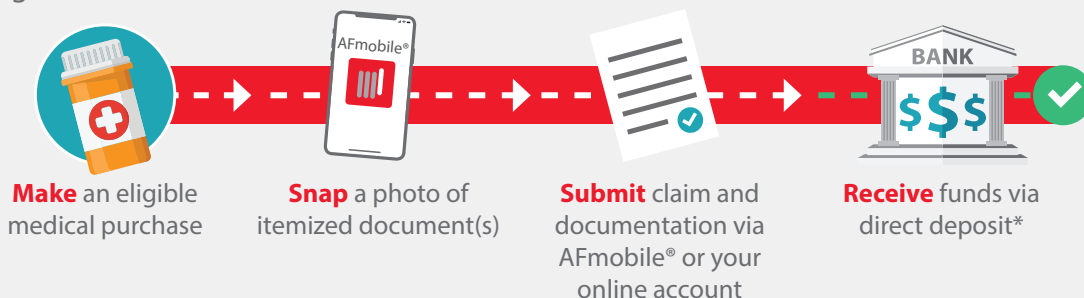 AFmobile®
BANK
$$$
Make an eligible
medical purchase
Snap a photo of
itemized document(s)
Submit claim and
documentation via
AFmobile® or your
online account
Receive funds via
direct deposit*